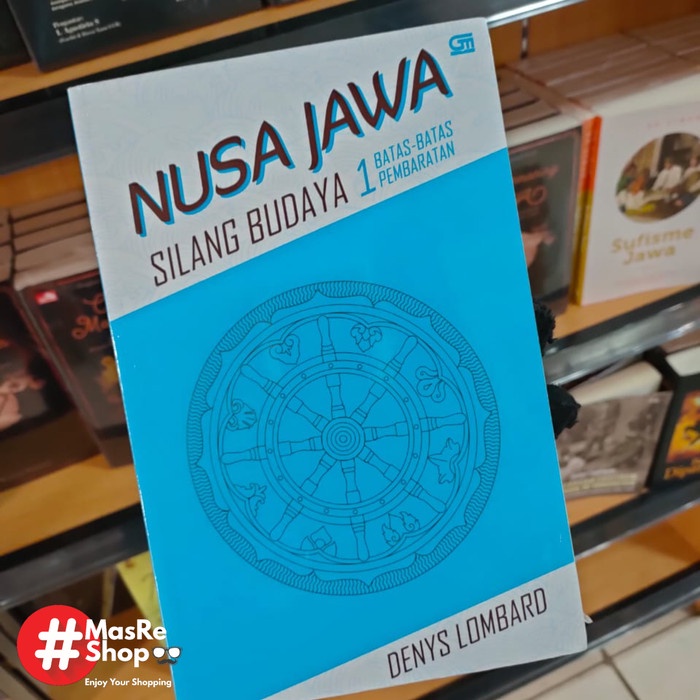 NUSA JAWA
SILANG BUDAYA 1
BATAS-BATAS
PEMBARATAN
DENYS LOMBARD
Sufisme
Jawa
#MasRe
Shop
Enjoy Your Shopping